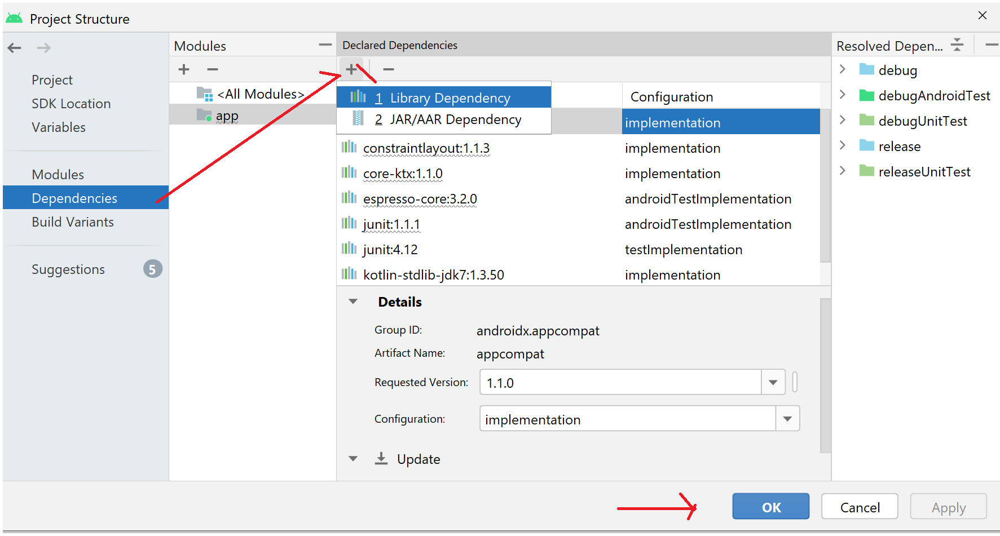 Project Structure
Project
SDK Location
Variables
Modules
Dependencies
Build Variants
Suggestions 5
Modules
<All Modules>
app
Declared Dependencies
1 Library Dependency
2 JAR/AAR Dependency
Configuration
implementation
constraintlayout:1.1.3 implementation
core-ktx:1.1.0 implementation
espresso-core:3.2.0 androidTestImplementation
junit:1.1.1 androidTestImplementation
junit:4.12 testImplementation
kotlin-stdlib-jdk7:1.3.50 implementation
Details
Group ID: androidx.appcompat
Artifact Name: appcompat
Requested Version: 1.1.0
Configuration: implementation
Update
Resolved Depen...
debug
debugAndroidTest
debugUnitTest
release
releaseUnitTest
OK Cancel Apply